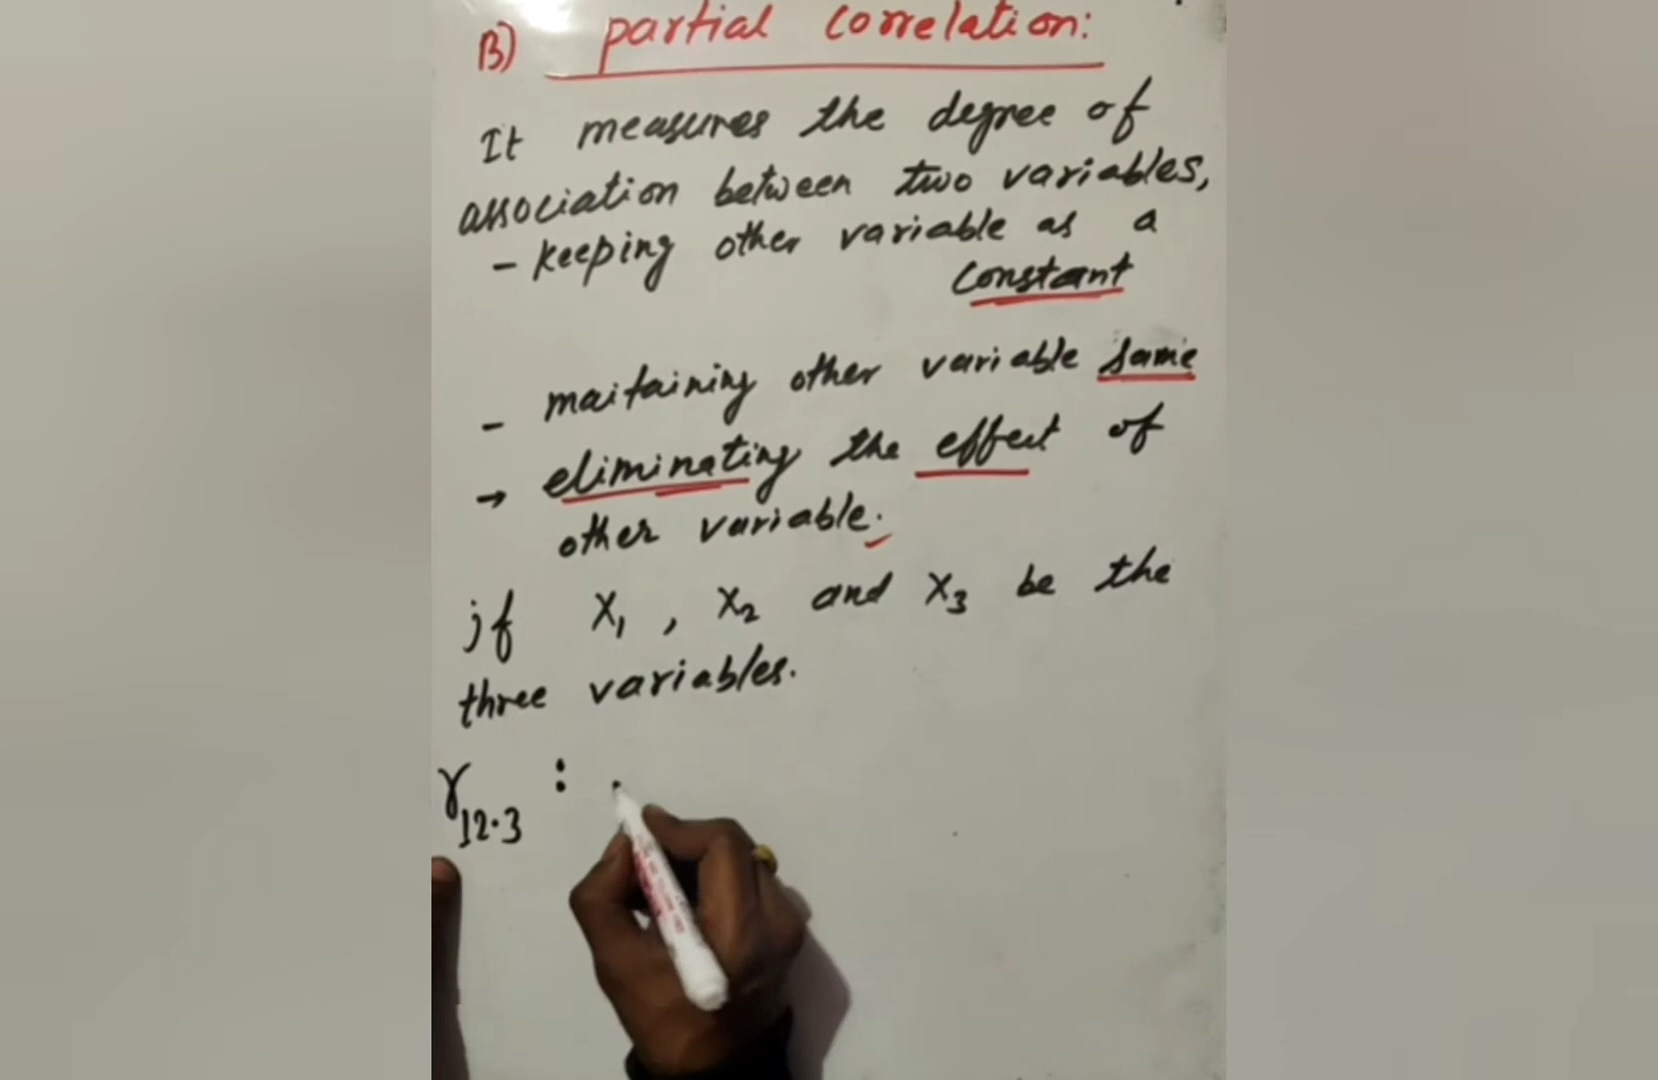 B) partial correlation:
It measures the degree of
association between two variables,
- keeping other variable as a
constant
- maitaining other variable same
→ eliminating the effect of
other variable.
if X₁, X₂ and X₃ be the
three variables.
r₁₂.₃ :